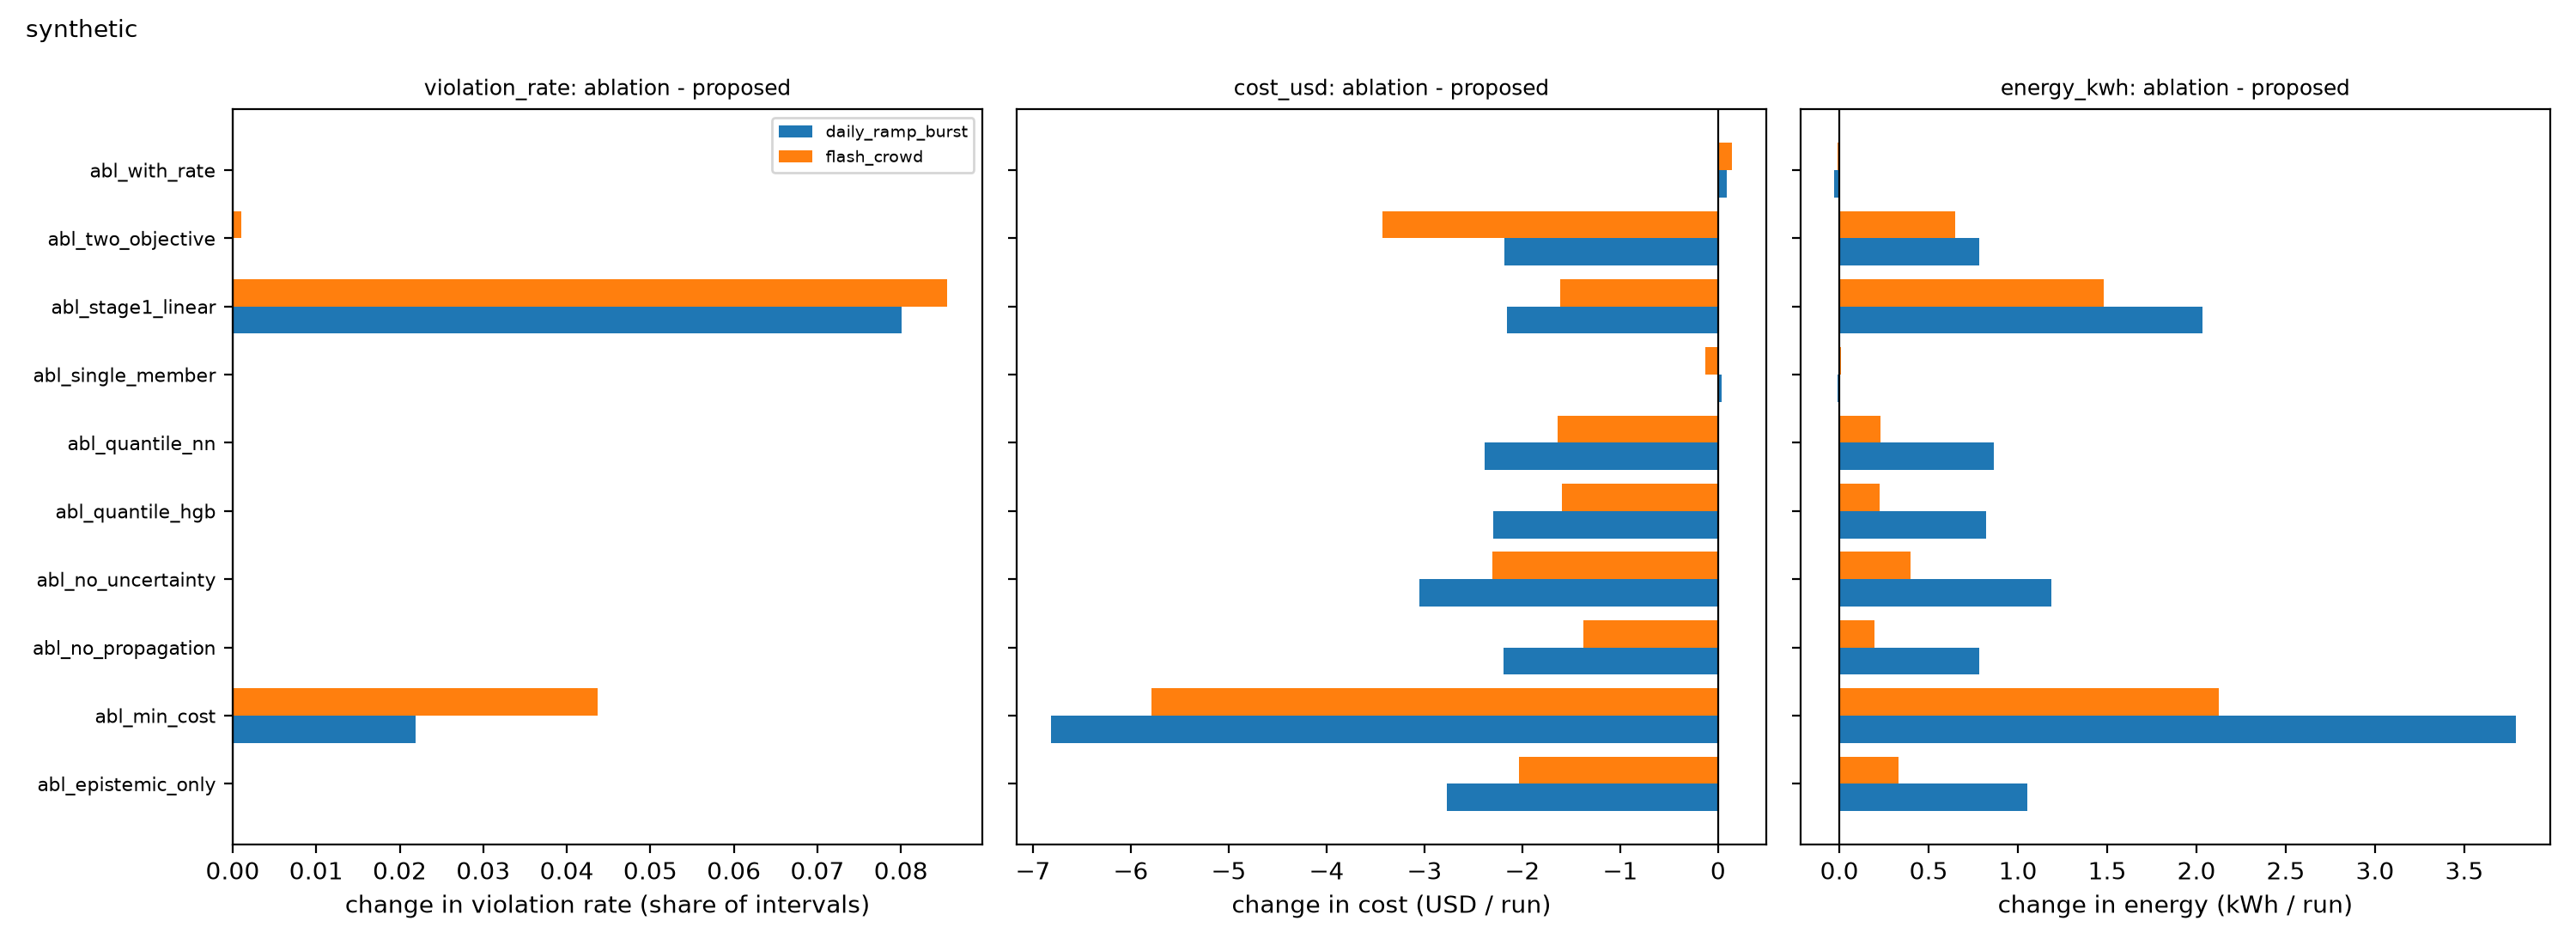 synthetic
violation_rate: ablation - proposed
cost_usd: ablation - proposed
energy_kwh: ablation - proposed
daily_ramp_burst
flash_crowd
abl_with_rate
abl_two_objective
abl_stage1_linear
abl_single_member
abl_quantile_nn
abl_quantile_hgb
abl_no_uncertainty
abl_no_propagation
abl_min_cost
abl_epistemic_only
0.00 0.01 0.02 0.03 0.04 0.05 0.06 0.07 0.08
−7 −6 −5 −4 −3 −2 −1 0
0.0 0.5 1.0 1.5 2.0 2.5 3.0 3.5
change in violation rate (share of intervals)
change in cost (USD / run)
change in energy (kWh / run)